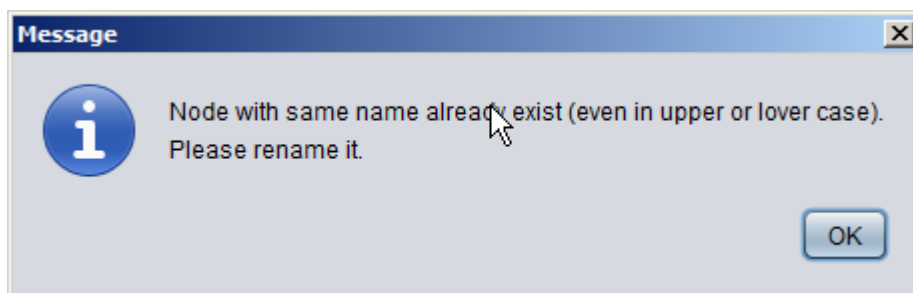 Message
Node with same name already exist (even in upper or lover case).
Please rename it.
OK